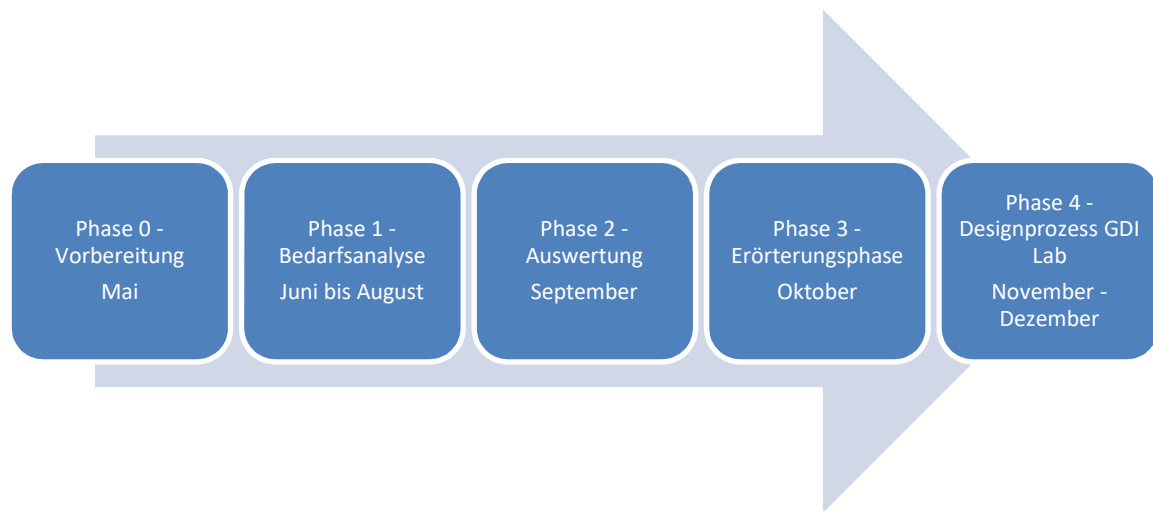 Phase 0 -
Vorbereitung
Mai
Phase 1 -
Bedarfsanalyse
Juni bis August
Phase 2 -
Auswertung
September
Phase 3 -
Erörterungsphase
Oktober
Phase 4 -
Designprozess GDI
Lab
November -
Dezember